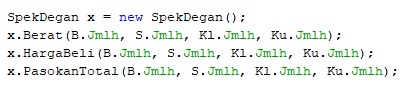 SpekDegan x = new SpekDegan();
x.Berat(B.Jmlh, S.Jmlh, Kl.Jmlh, Ku.Jmlh);
x.HargaBeli(B.Jmlh, S.Jmlh, Kl.Jmlh, Ku.Jmlh);
x.PasokanTotal(B.Jmlh, S.Jmlh, Kl.Jmlh, Ku.Jmlh);